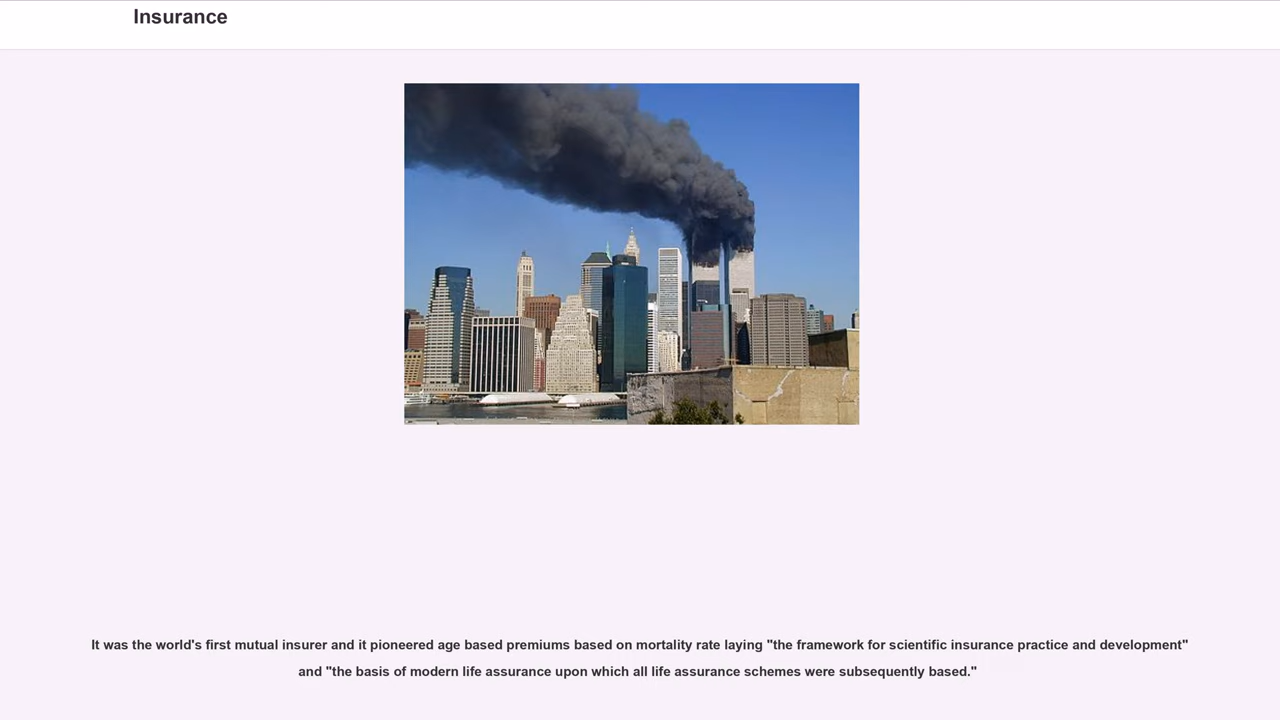 Insurance
It was the world's first mutual insurer and it pioneered age based premiums based on mortality rate laying "the framework for scientific insurance practice and development"
and "the basis of modern life assurance upon which all life assurance schemes were subsequently based."